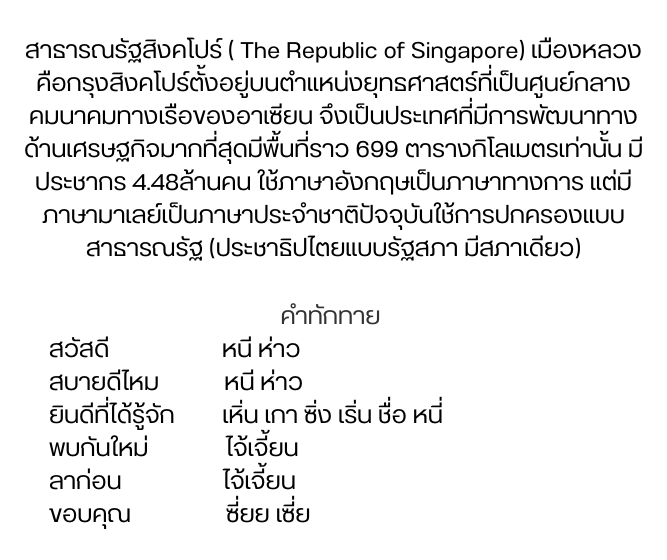 สาธารณรัฐสิงคโปร์ ( The Republic of Singapore) เมืองหลวง
คือกรุงสิงคโปร์ตั้งอยู่บนตำแหน่งยุทธศาสตร์ที่เป็นศูนย์กลาง
คมนาคมทางเรือของอาเซียน จึงเป็นประเทศที่มีการพัฒนาทาง
ด้านเศรษฐกิจมากที่สุดมีพื้นที่ราว 699 ตารางกิโลเมตรเท่านั้น มี
ประชากร 4.48ล้านคน ใช้ภาษาอังกฤษเป็นภาษาทางการ แต่มี
ภาษามาเลย์เป็นภาษาประจำชาติปัจจุบันใช้การปกครองแบบ
สาธารณรัฐ (ประชาธิปไตยแบบรัฐสภา มีสภาเดียว)
คำทักทาย
สวัสดี หนี ห่าว
สบายดีไหม หนี ห่าว
ยินดีที่ได้รู้จัก เหิ่น เกา ซิ่ง เริ่น ชื่อ หนี่
พบกันใหม่ ไจ้เจี้ยน
ลาก่อน ไจ้เจี้ยน
ขอบคุณ ซี่ยย เซี่ย